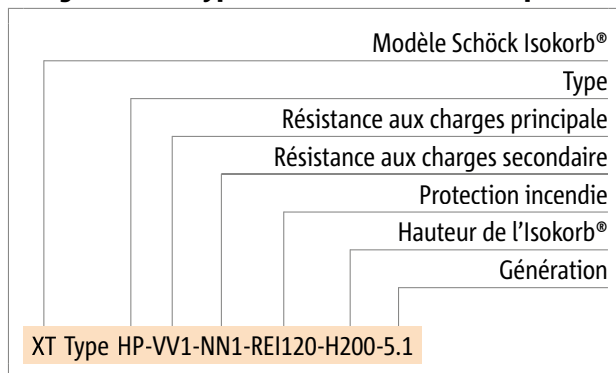 Modèle Schöck Isokorb®
Type
Résistance aux charges principale
Résistance aux charges secondaire
Protection incendie
Hauteur de l’Isokorb®
Génération
XT Type HP-VV1-NN1-REI120-H200-5.1